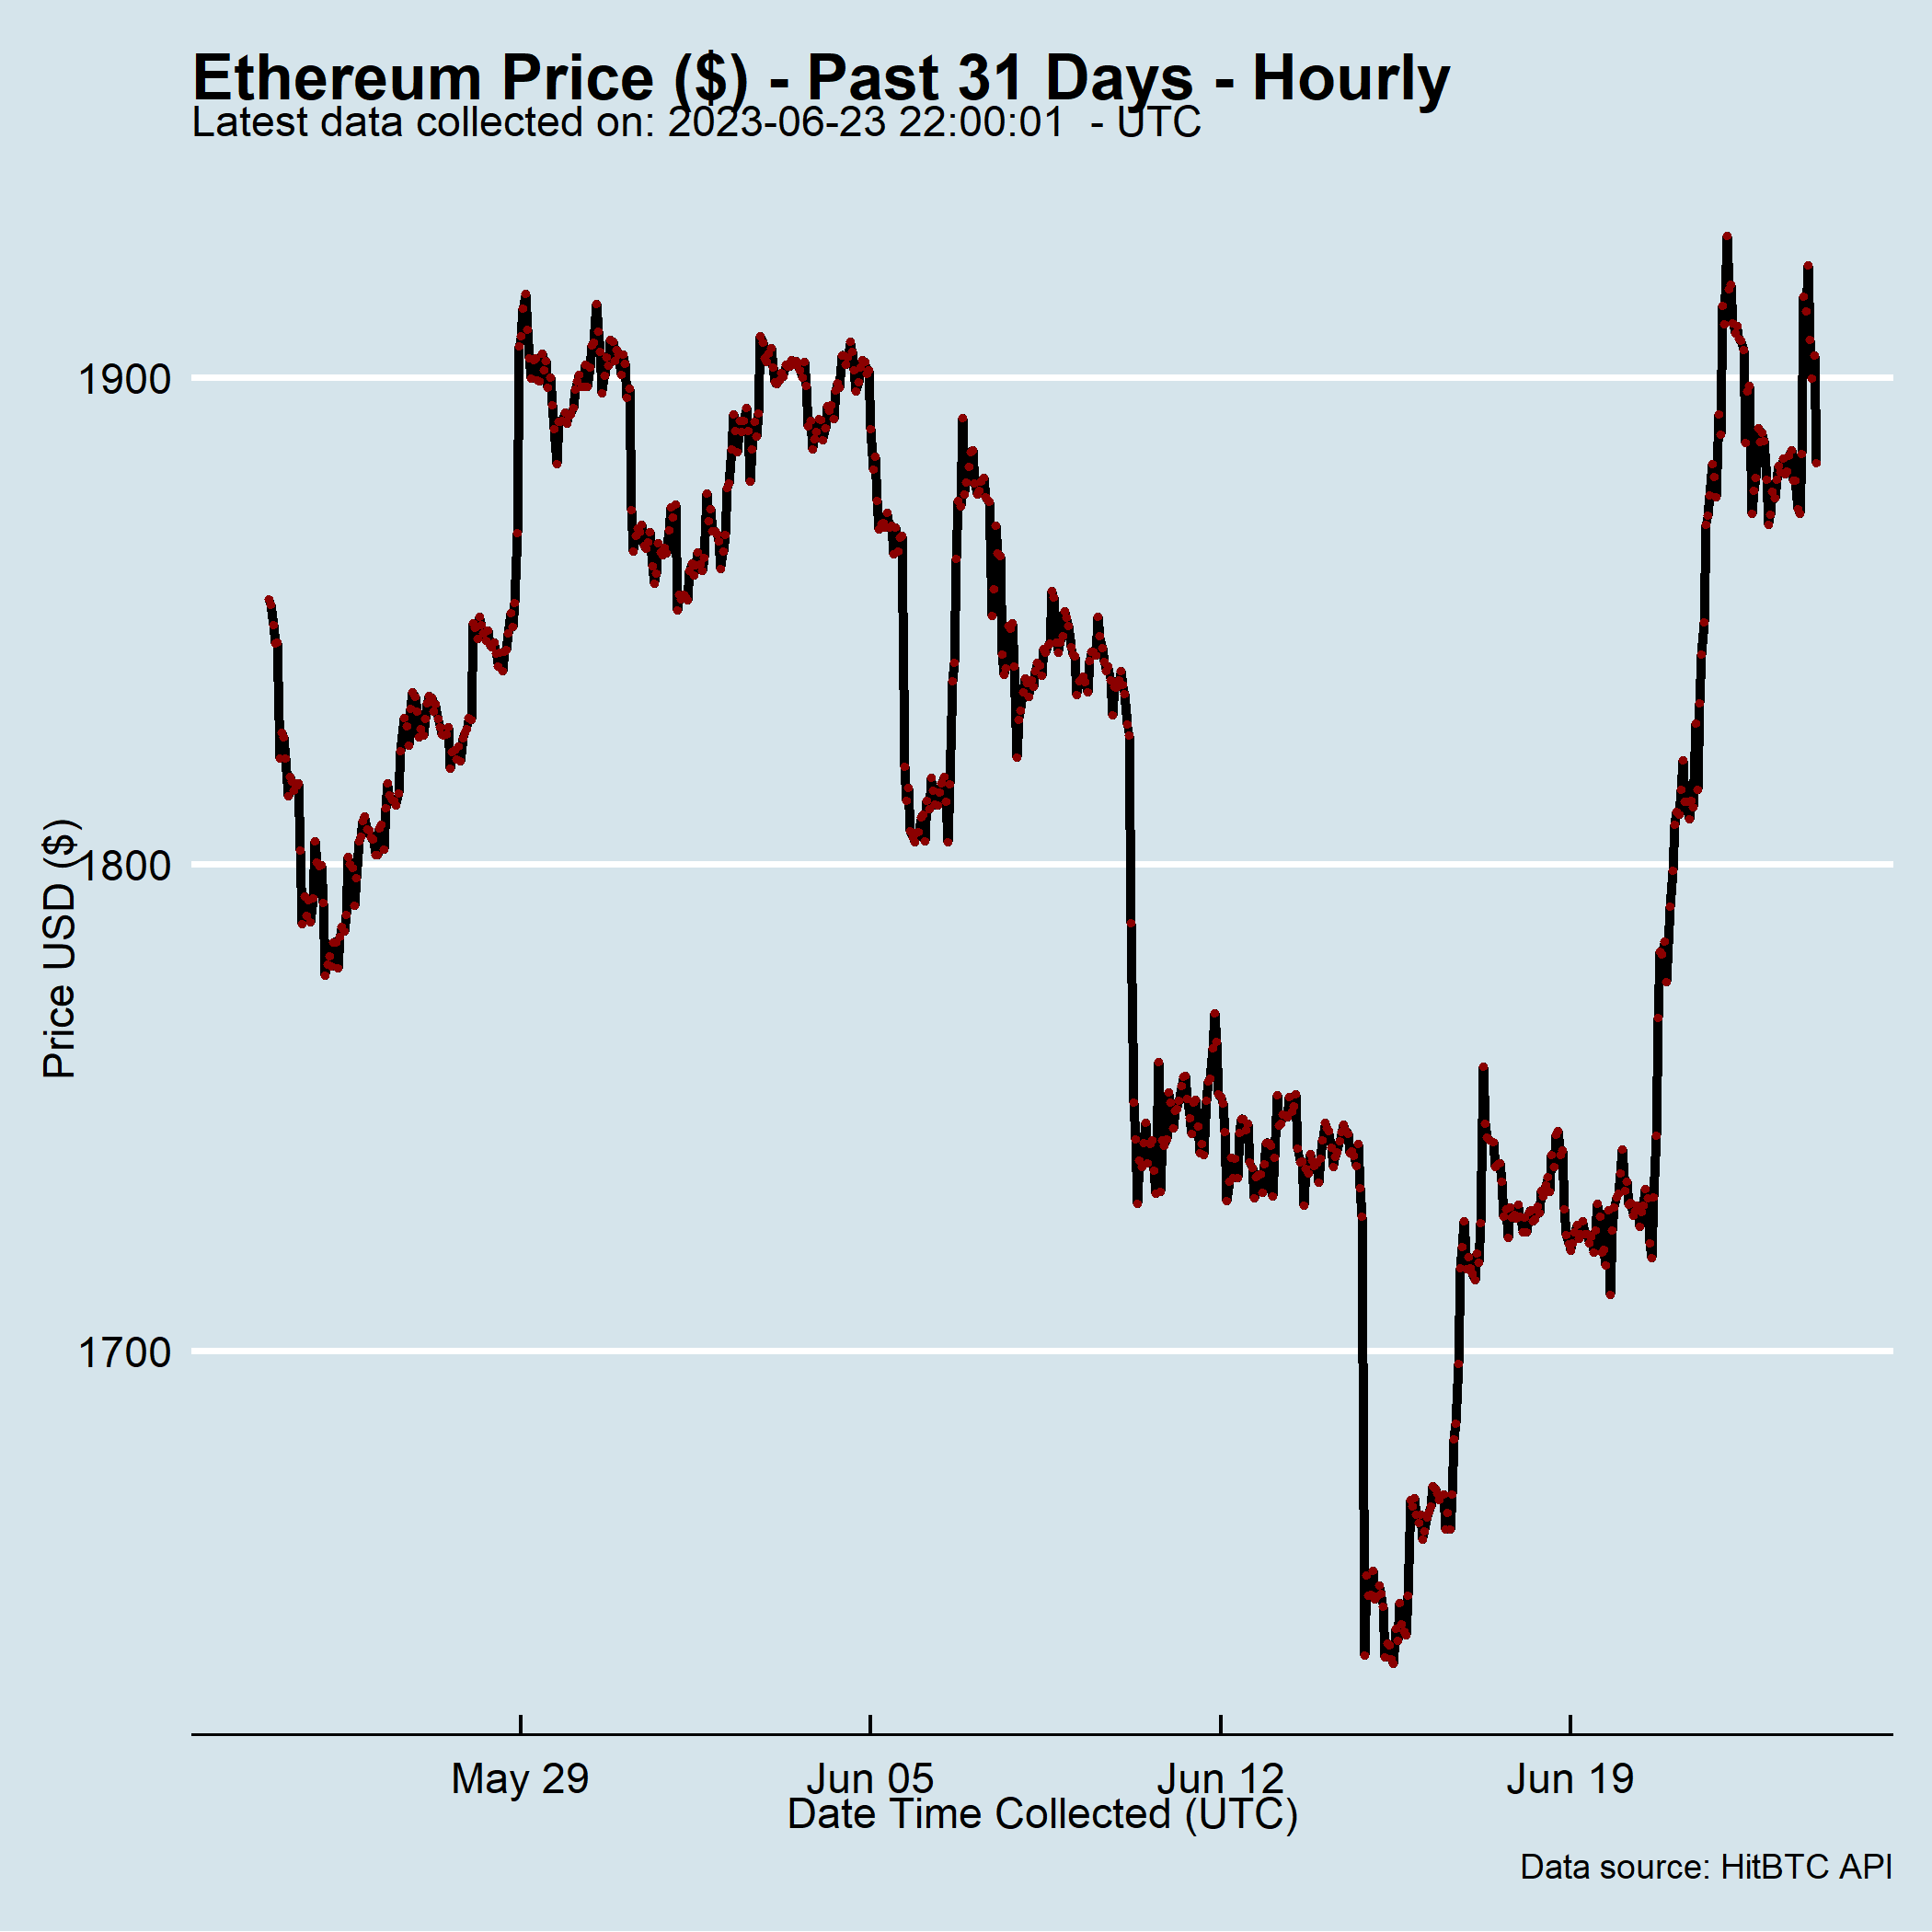 Ethereum Price ($) - Past 31 Days - Hourly
Latest data collected on: 2023-06-23 22:00:01  - UTC
Price USD ($)
1900
1800
1700
May 29
Jun 05
Jun 12
Jun 19
Date Time Collected (UTC)
Data source: HitBTC API